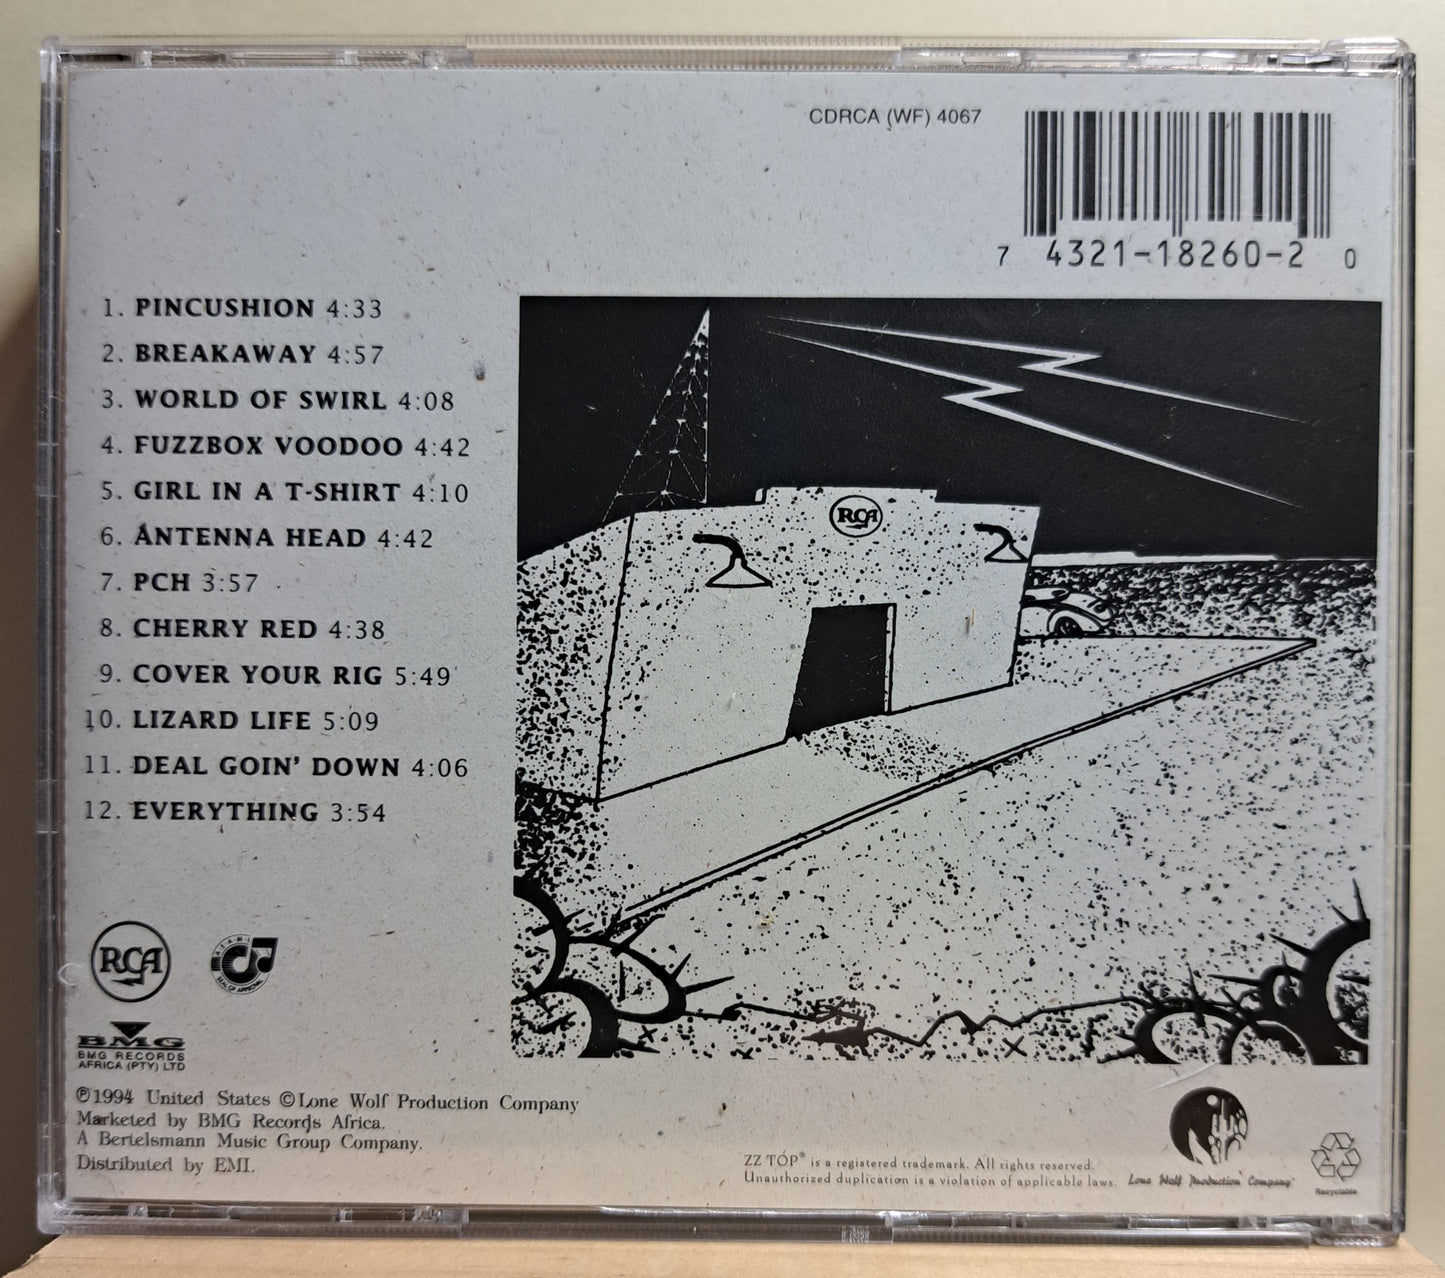 CDRCA (WF) 4067
7 4321-18260-2 0
1. PINCUSHION 4:33
2. BREAKAWAY 4:57
3. WORLD OF SWIRL 4:08
4. FUZZBOX VOODOO 4:42
5. GIRL IN A T-SHIRT 4:10
6. ANTENNA HEAD 4:42
7. PCH 3:57
8. CHERRY RED 4:38
9. COVER YOUR RIG 5:49
10. LIZARD LIFE 5:09
11. DEAL GOIN' DOWN 4:06
12. EVERYTHING 3:54
RCA
RCA
A.S.A.M.I.
SEAL OF APPROVAL
BMG
BMG RECORDS
AFRICA (PTY) LTD
℗1994 United States ©Lone Wolf Production Company
Marketed by BMG Records Africa.
A Bertelsmann Music Group Company.
Distributed by EMI.
ZZ TOP® is a registered trademark. All rights reserved.
Unauthorized duplication is a violation of applicable laws.
Lone Wolf Production Company
Recyclable